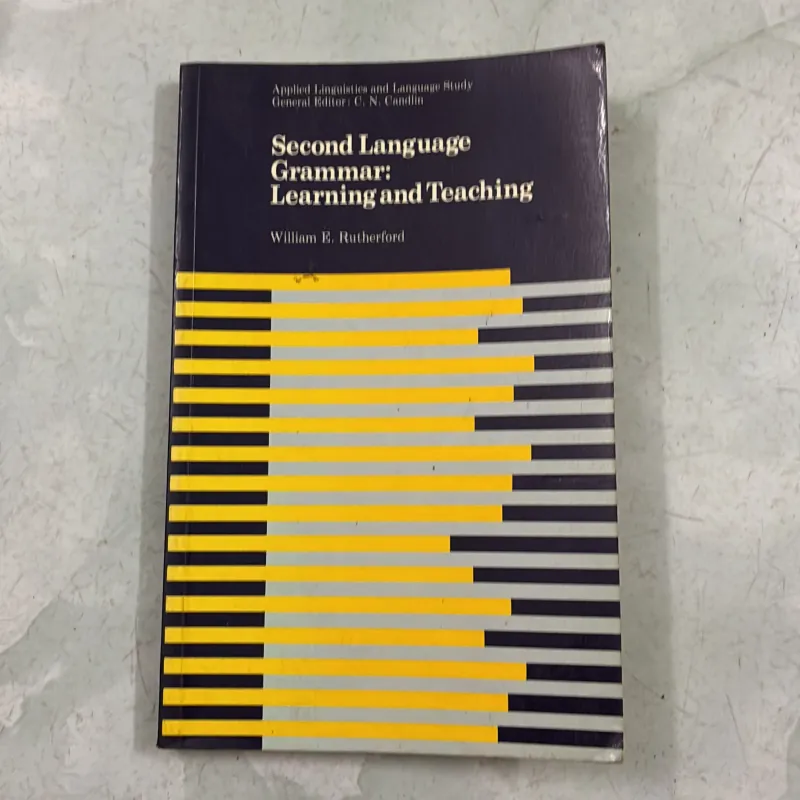 Applied Linguistics and Language Study
General Editor: C. N. Candlin
Second Language
Grammar:
Learning and Teaching
William E. Rutherford